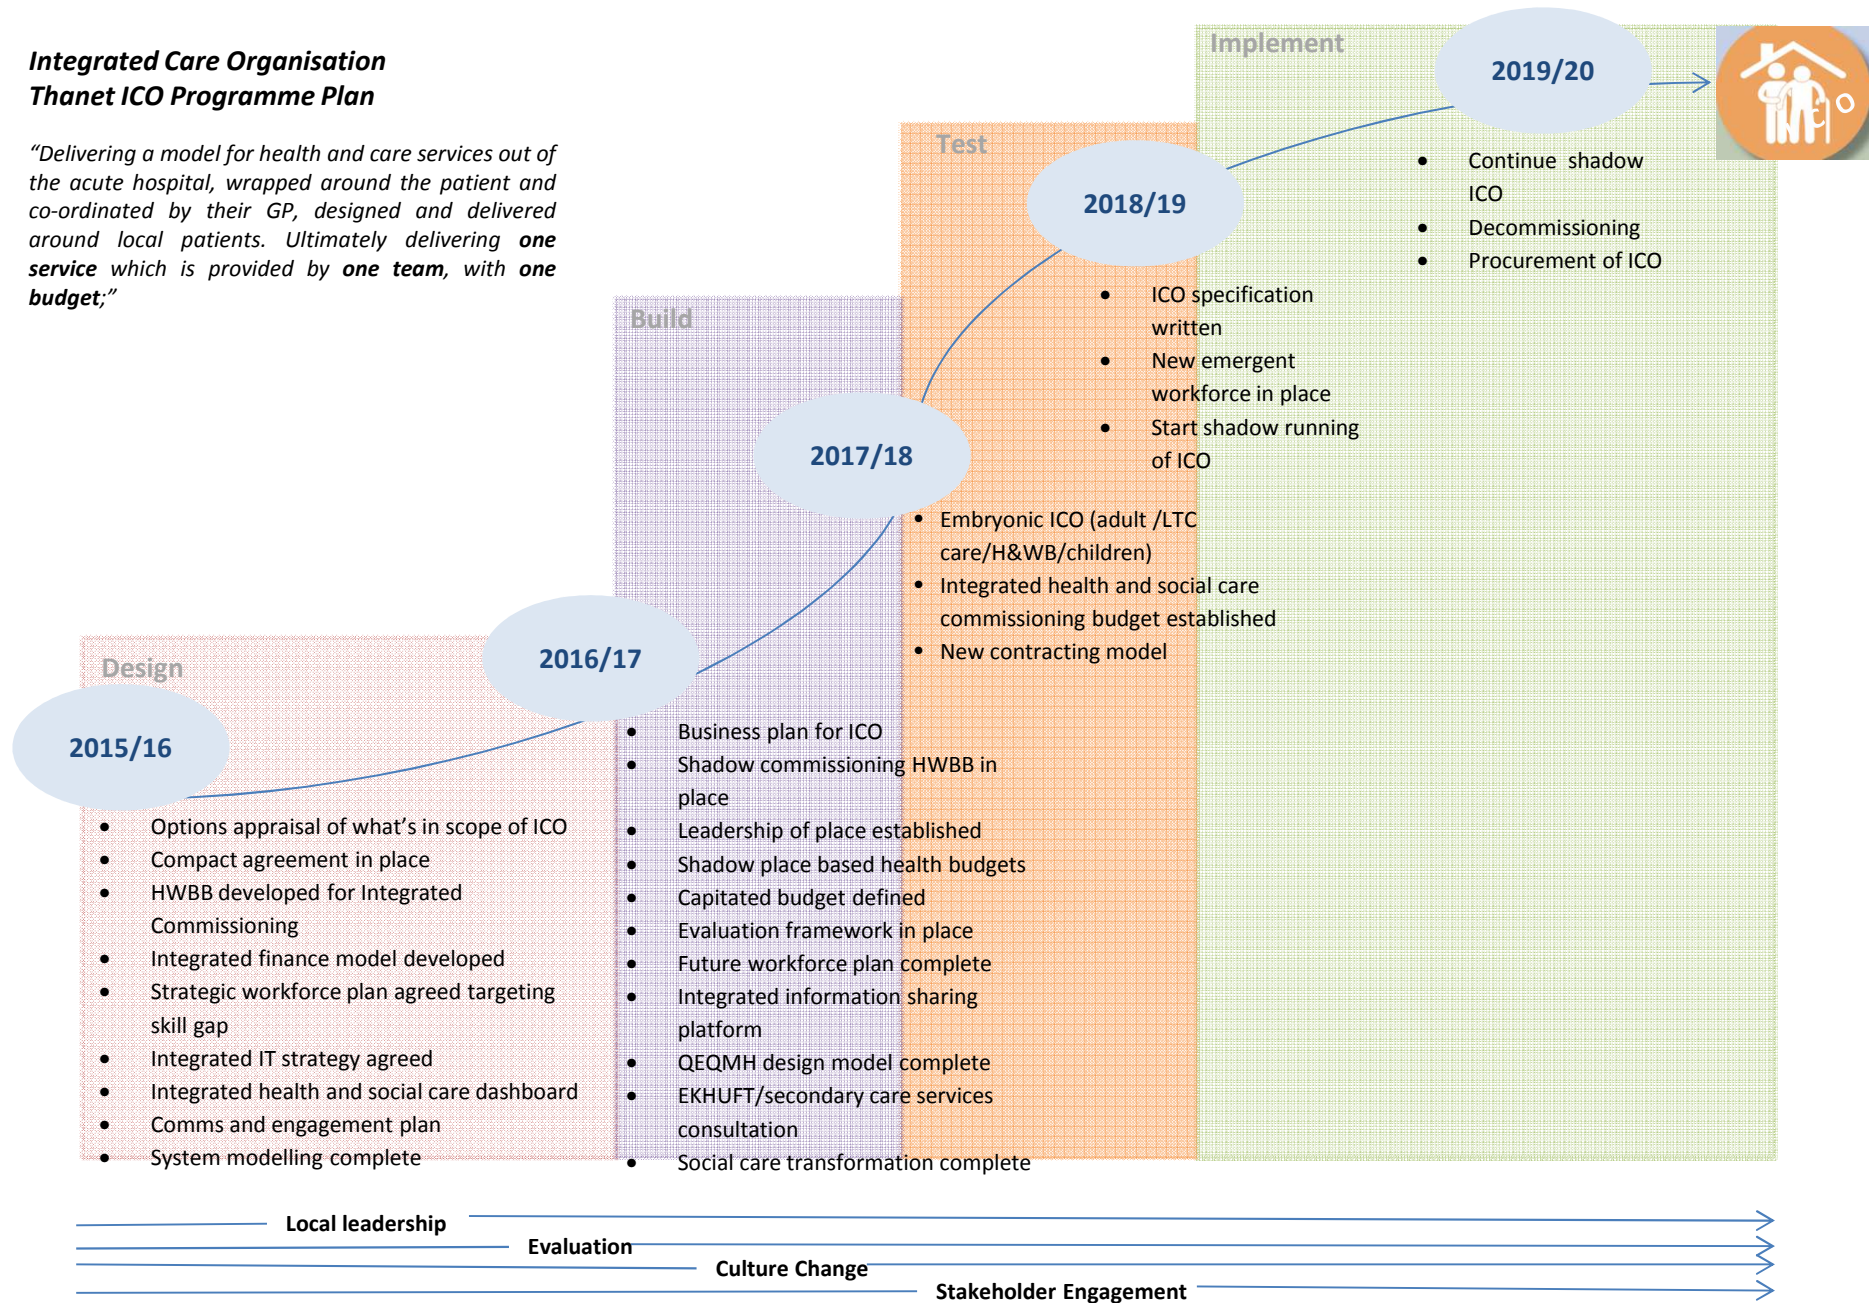 Integrated Care Organisation
Thanet ICO Programme Plan
“Delivering a model for health and care services out of
the acute hospital, wrapped around the patient and
co-ordinated by their GP, designed and delivered
around local patients. Ultimately delivering one
service which is provided by one team, with one
budget;”
Design
2015/16
• Options appraisal of what’s in scope of ICO
• Compact agreement in place
• HWBB developed for Integrated
Commissioning
• Integrated finance model developed
• Strategic workforce plan agreed targeting
skill gap
• Integrated IT strategy agreed
• Integrated health and social care dashboard
• Comms and engagement plan
• System modelling complete
Build
2016/17
• Business plan for ICO
• Shadow commissioning HWBB in
place
• Leadership of place established
• Shadow place based health budgets
• Capitated budget defined
• Evaluation framework in place
• Future workforce plan complete
• Integrated information sharing
platform
• QEQMH design model complete
• EKHUFT/secondary care services
consultation
• Social care transformation complete
Test
2017/18
• Embryonic ICO (adult /LTC
care/H&WB/children)
• Integrated health and social care
commissioning budget established
• New contracting model
2018/19
• ICO specification
written
• New emergent
workforce in place
• Start shadow running
of ICO
Implement
2019/20
• Continue shadow
ICO
• Decommissioning
• Procurement of ICO
ICO
Local leadership
Evaluation
Culture Change
Stakeholder Engagement